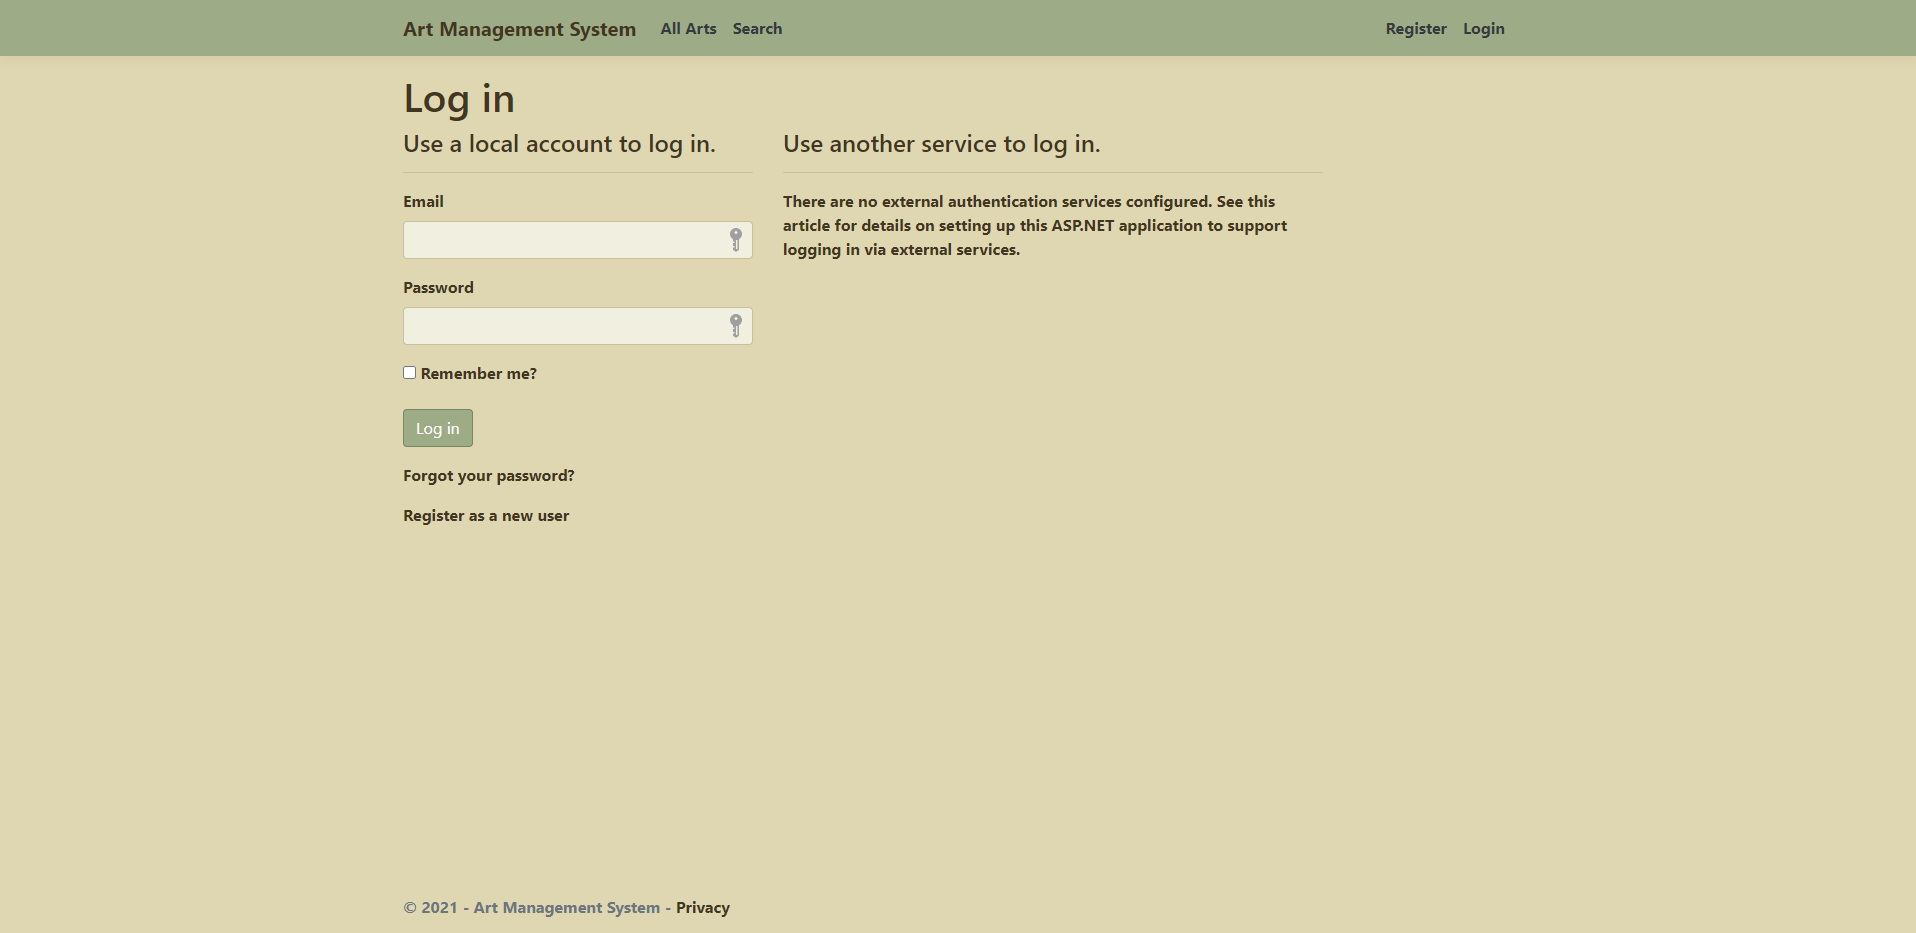 Art Management System All Arts Search Register Login
Log in
Use a local account to log in.
Email
Password
Remember me?
Log in
Forgot your password?
Register as a new user
Use another service to log in.
There are no external authentication services configured. See this
article for details on setting up this ASP.NET application to support
logging in via external services.
© 2021 - Art Management System - Privacy